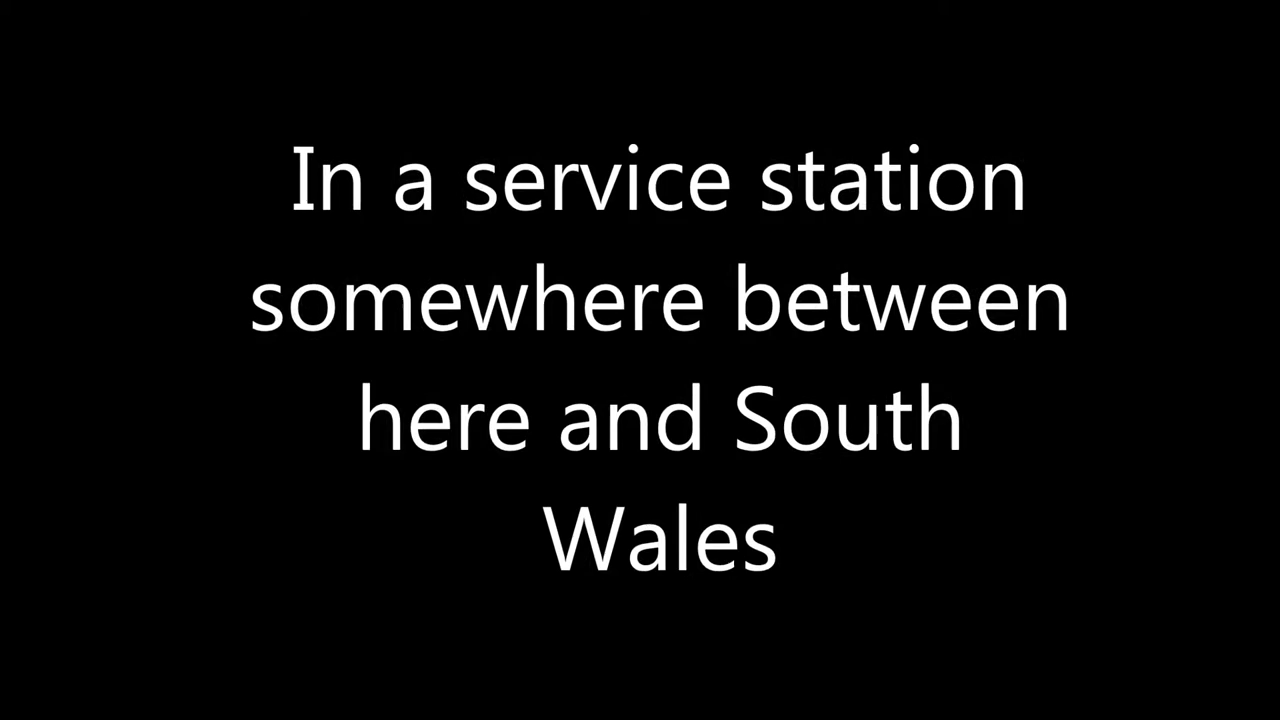 In a service station
somewhere between
here and South
Wales